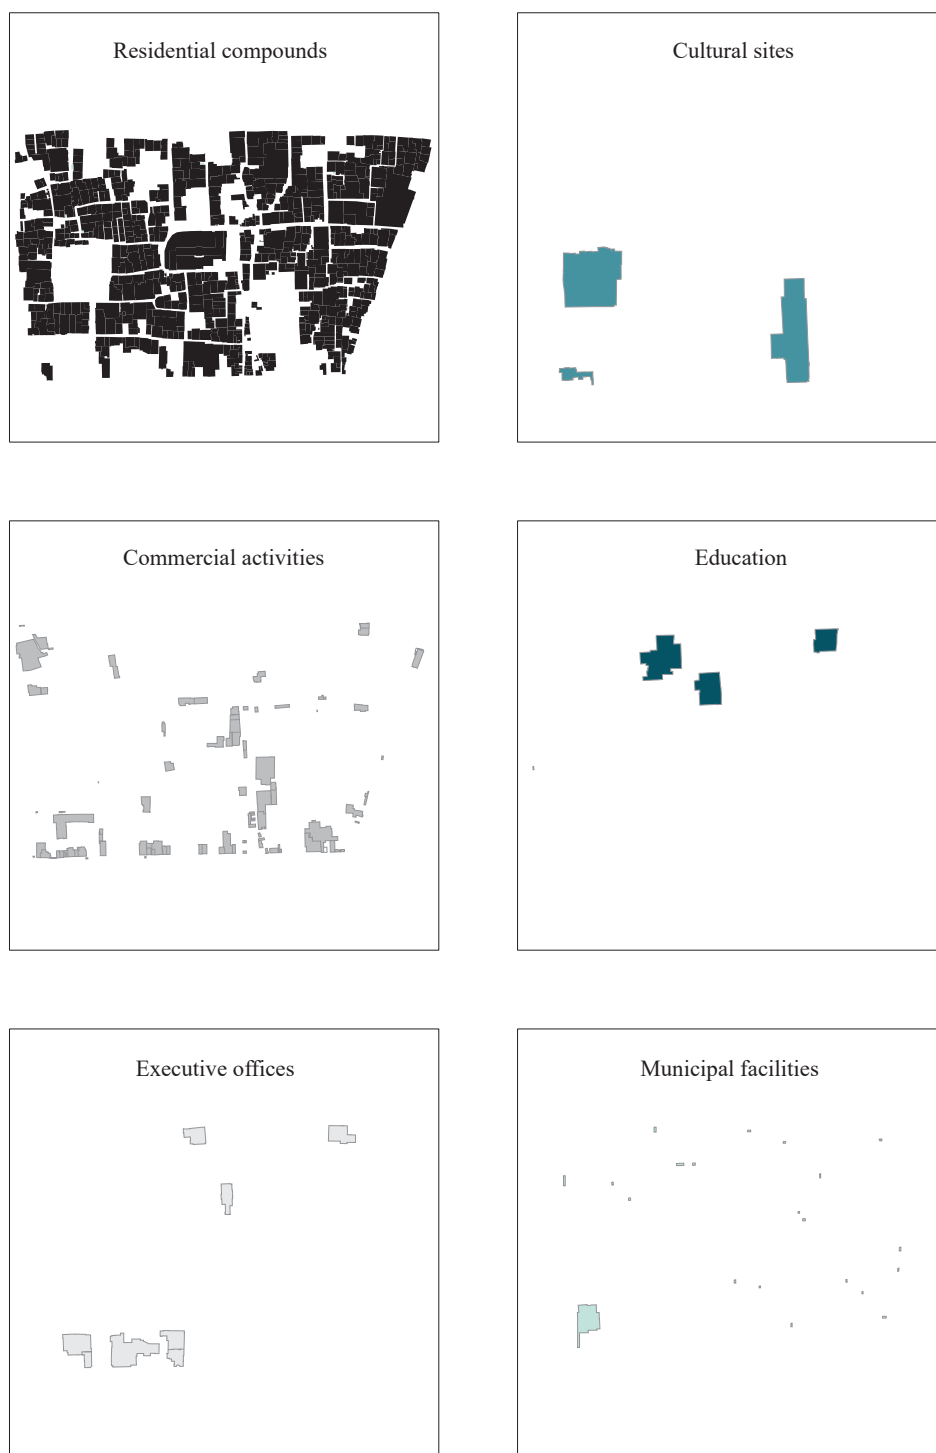 Residential compounds
Cultural sites
Commercial activities
Education
Executive offices
Municipal facilities